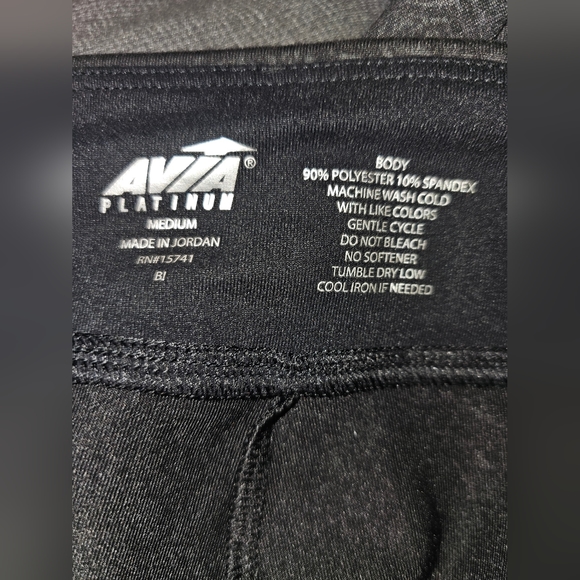 AVIA®
PLATINUM
MEDIUM
MADE IN JORDAN
RN#15741
BJ
BODY
90% POLYESTER 10% SPANDEX
MACHINE WASH COLD
WITH LIKE COLORS
GENTLE CYCLE
DO NOT BLEACH
NO SOFTENER
TUMBLE DRY LOW
COOL IRON IF NEEDED